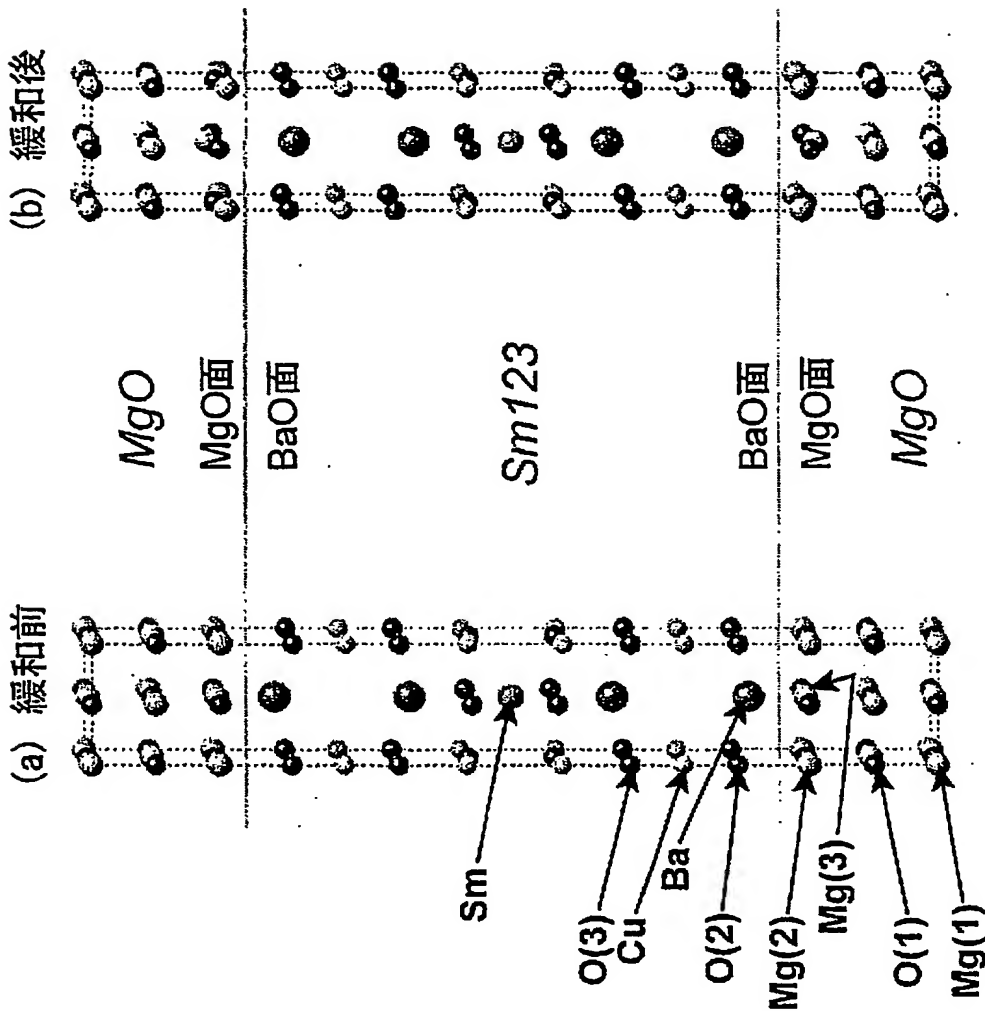 (a) 緩和前
(b) 緩和後
MgO
MgO面
BaO面
Sm123
BaO面
MgO面
MgO
Sm
O(3)
Cu
Ba
O(2)
Mg(2)
Mg(3)
O(1)
Mg(1)